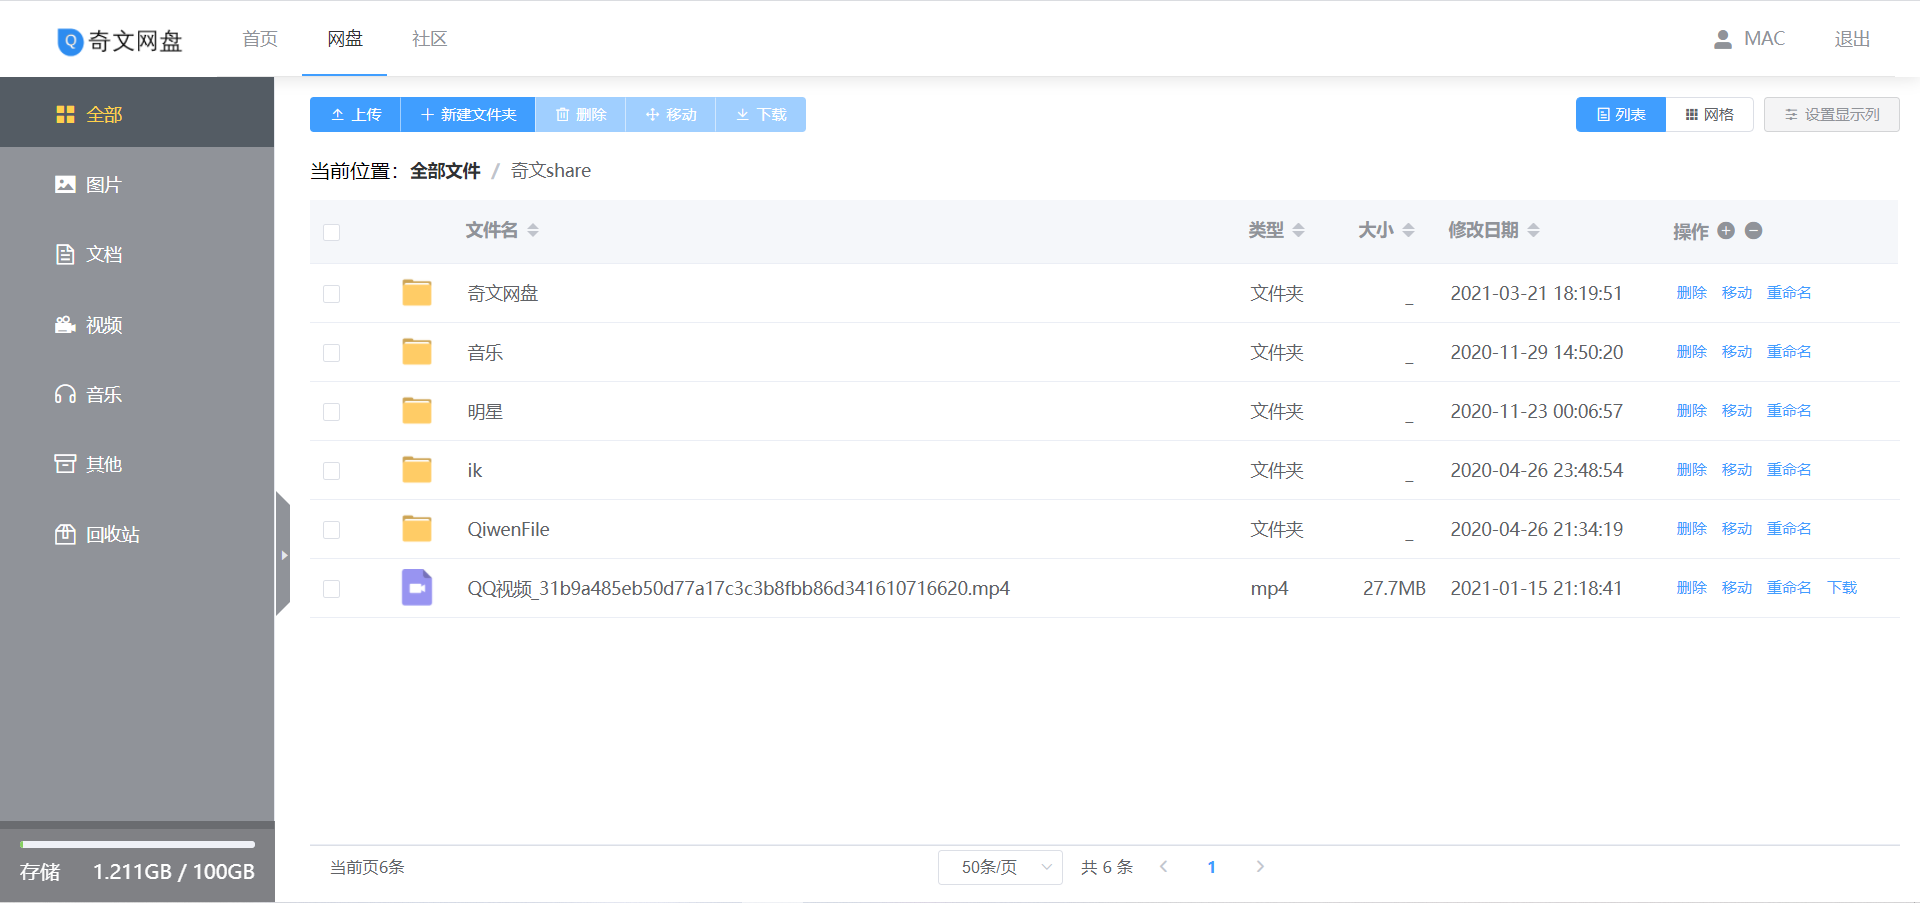 奇文网盘 首页 网盘 社区 MAC 退出
全部
图片
文档
视频
音乐
其他
回收站
存储 1.211GB / 100GB
上传 新建文件夹 删除 移动 下载 列表 网格 设置显示列
当前位置： 全部文件 / 奇文share
文件名 类型 大小 修改日期 操作
奇文网盘 文件夹 _ 2021-03-21 18:19:51 删除 移动 重命名
音乐 文件夹 _ 2020-11-29 14:50:20 删除 移动 重命名
明星 文件夹 _ 2020-11-23 00:06:57 删除 移动 重命名
ik 文件夹 _ 2020-04-26 23:48:54 删除 移动 重命名
QiwenFile 文件夹 _ 2020-04-26 21:34:19 删除 移动 重命名
QQ视频_31b9a485eb50d77a17c3c3b8fbb86d341610716620.mp4 mp4 27.7MB 2021-01-15 21:18:41 删除 移动 重命名 下载
当前页6条 50条/页 共 6 条 1